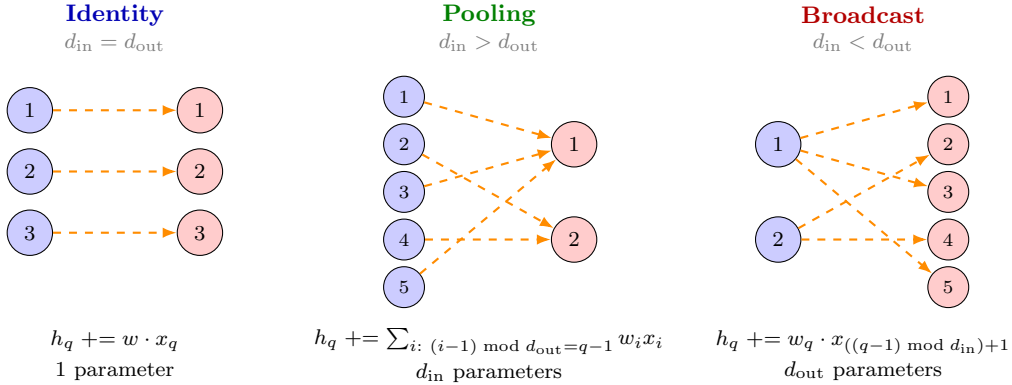 Identity
d_in = d_out
1
1
2
2
3
3
h_q += w · x_q
1 parameter
Pooling
d_in > d_out
1
2
3
4
5
1
2
h_q += ∑_{i: (i−1) mod d_out=q−1} w_i x_i
d_in parameters
Broadcast
d_in < d_out
1
2
1
2
3
4
5
h_q += w_q · x_{((q−1) mod d_in)+1}
d_out parameters